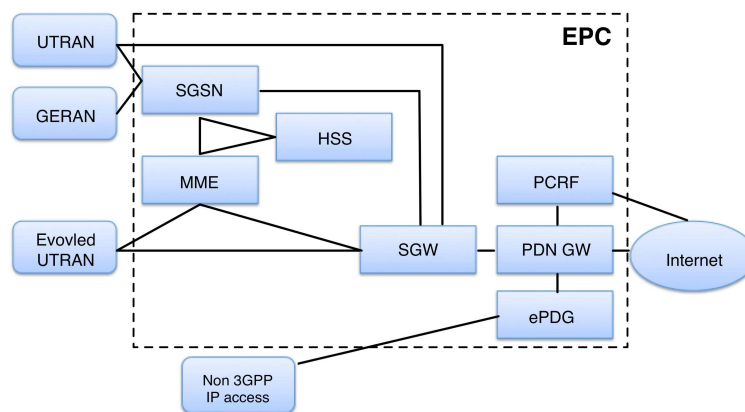 UTRAN
EPC
SGSN
GERAN
HSS
MME
PCRF
Evovled
UTRAN
SGW
PDN GW
Internet
ePDG
Non 3GPP
IP access